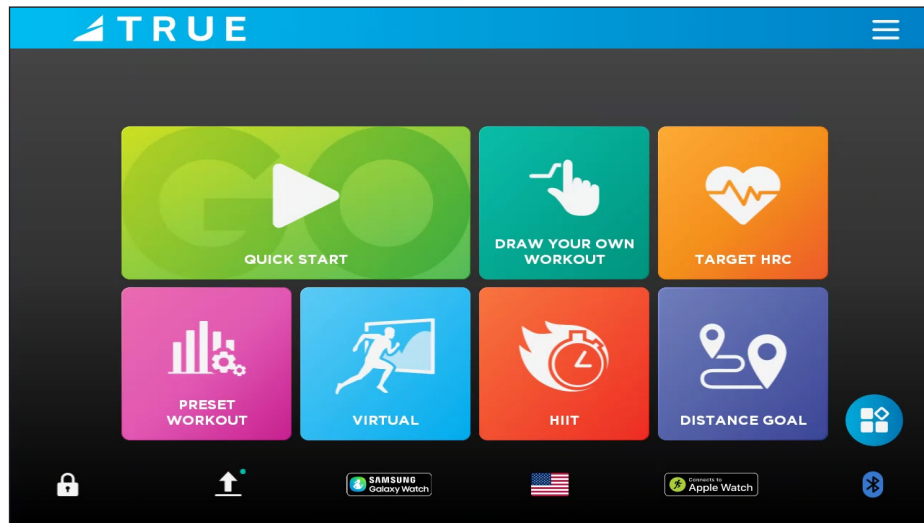 TRUE
GO
QUICK START
DRAW YOUR OWN
WORKOUT
TARGET HRC
PRESET
WORKOUT
VIRTUAL
HIIT
DISTANCE GOAL
SAMSUNG
Galaxy Watch
Connects to
Apple Watch